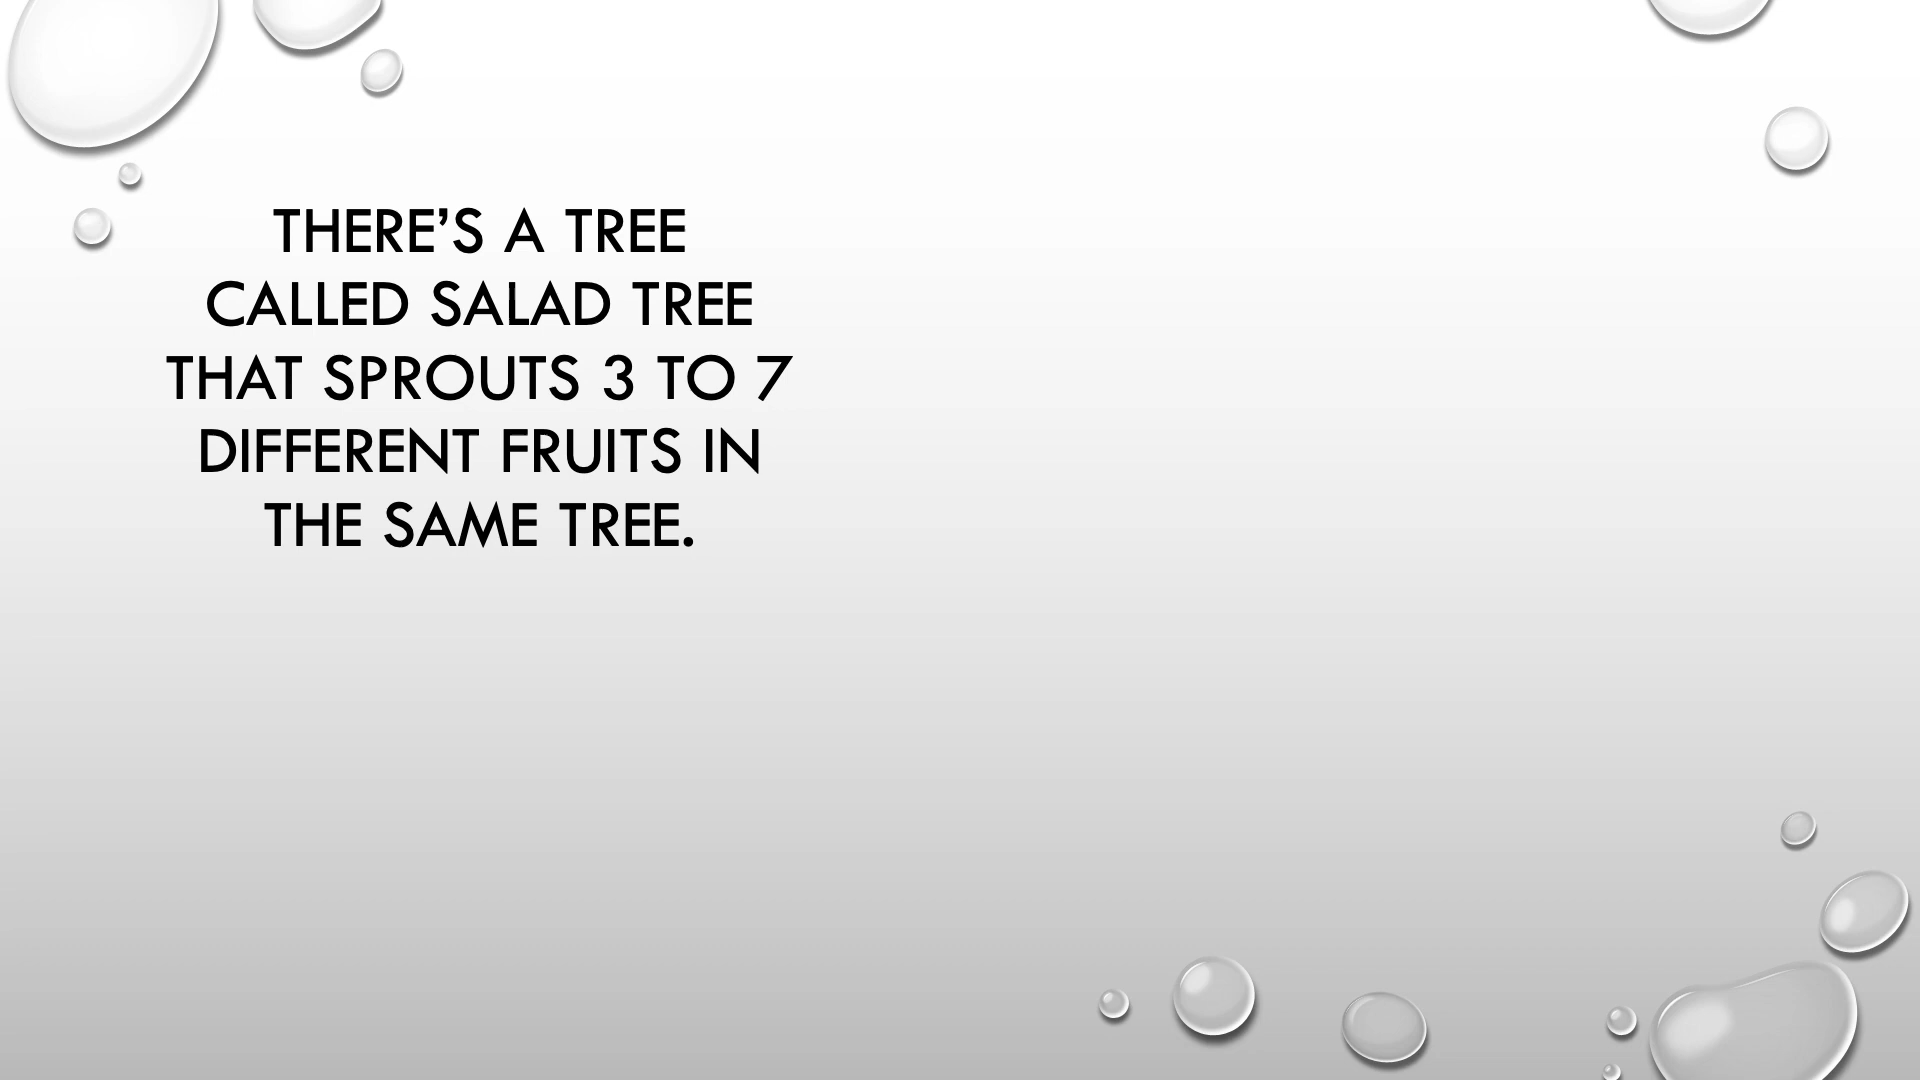 THERE’S A TREE
CALLED SALAD TREE
THAT SPROUTS 3 TO 7
DIFFERENT FRUITS IN
THE SAME TREE.